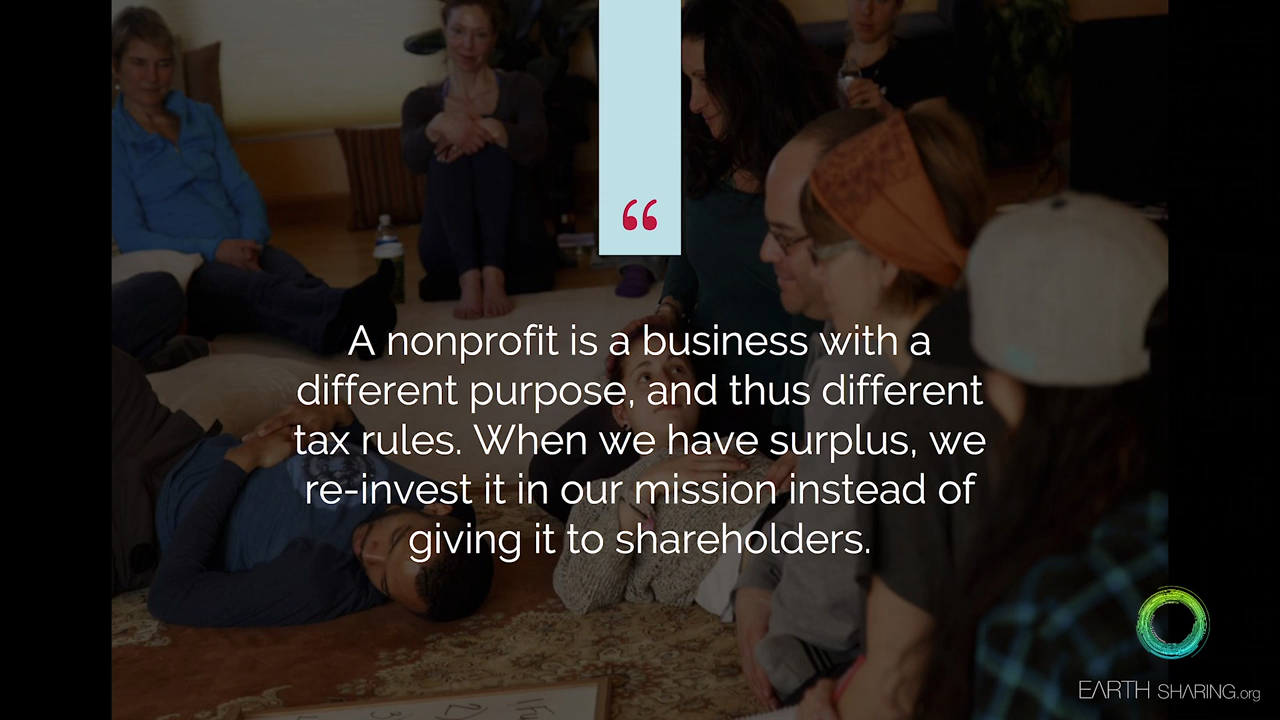 “
A nonprofit is a business with a
different purpose, and thus different
tax rules. When we have surplus, we
re-invest it in our mission instead of
giving it to shareholders.
EARTH SHARING.org